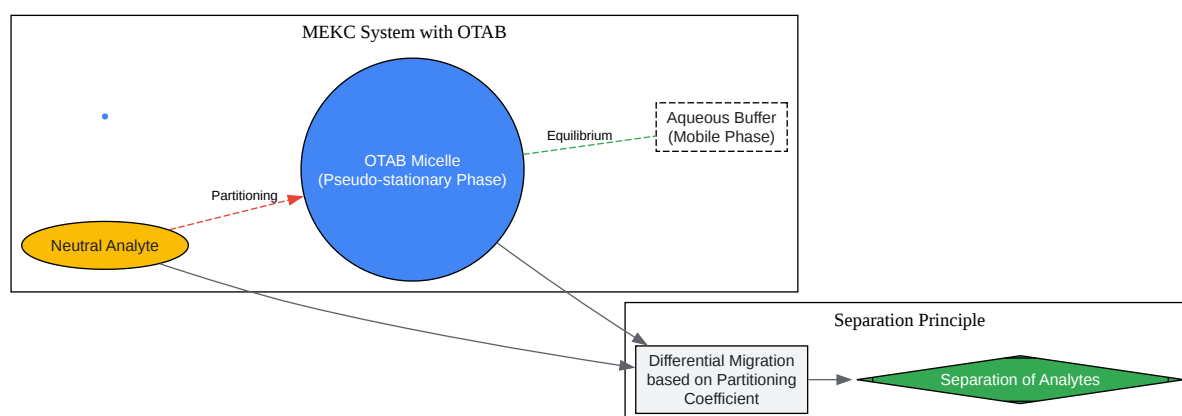 MEKC System with OTAB
Aqueous Buffer
(Mobile Phase)
Equilibrium
OTAB Micelle
(Pseudo-stationary Phase)
Partitioning
Neutral Analyte
Separation Principle
Differential Migration
based on Partitioning
Coefficient
Separation of Analytes